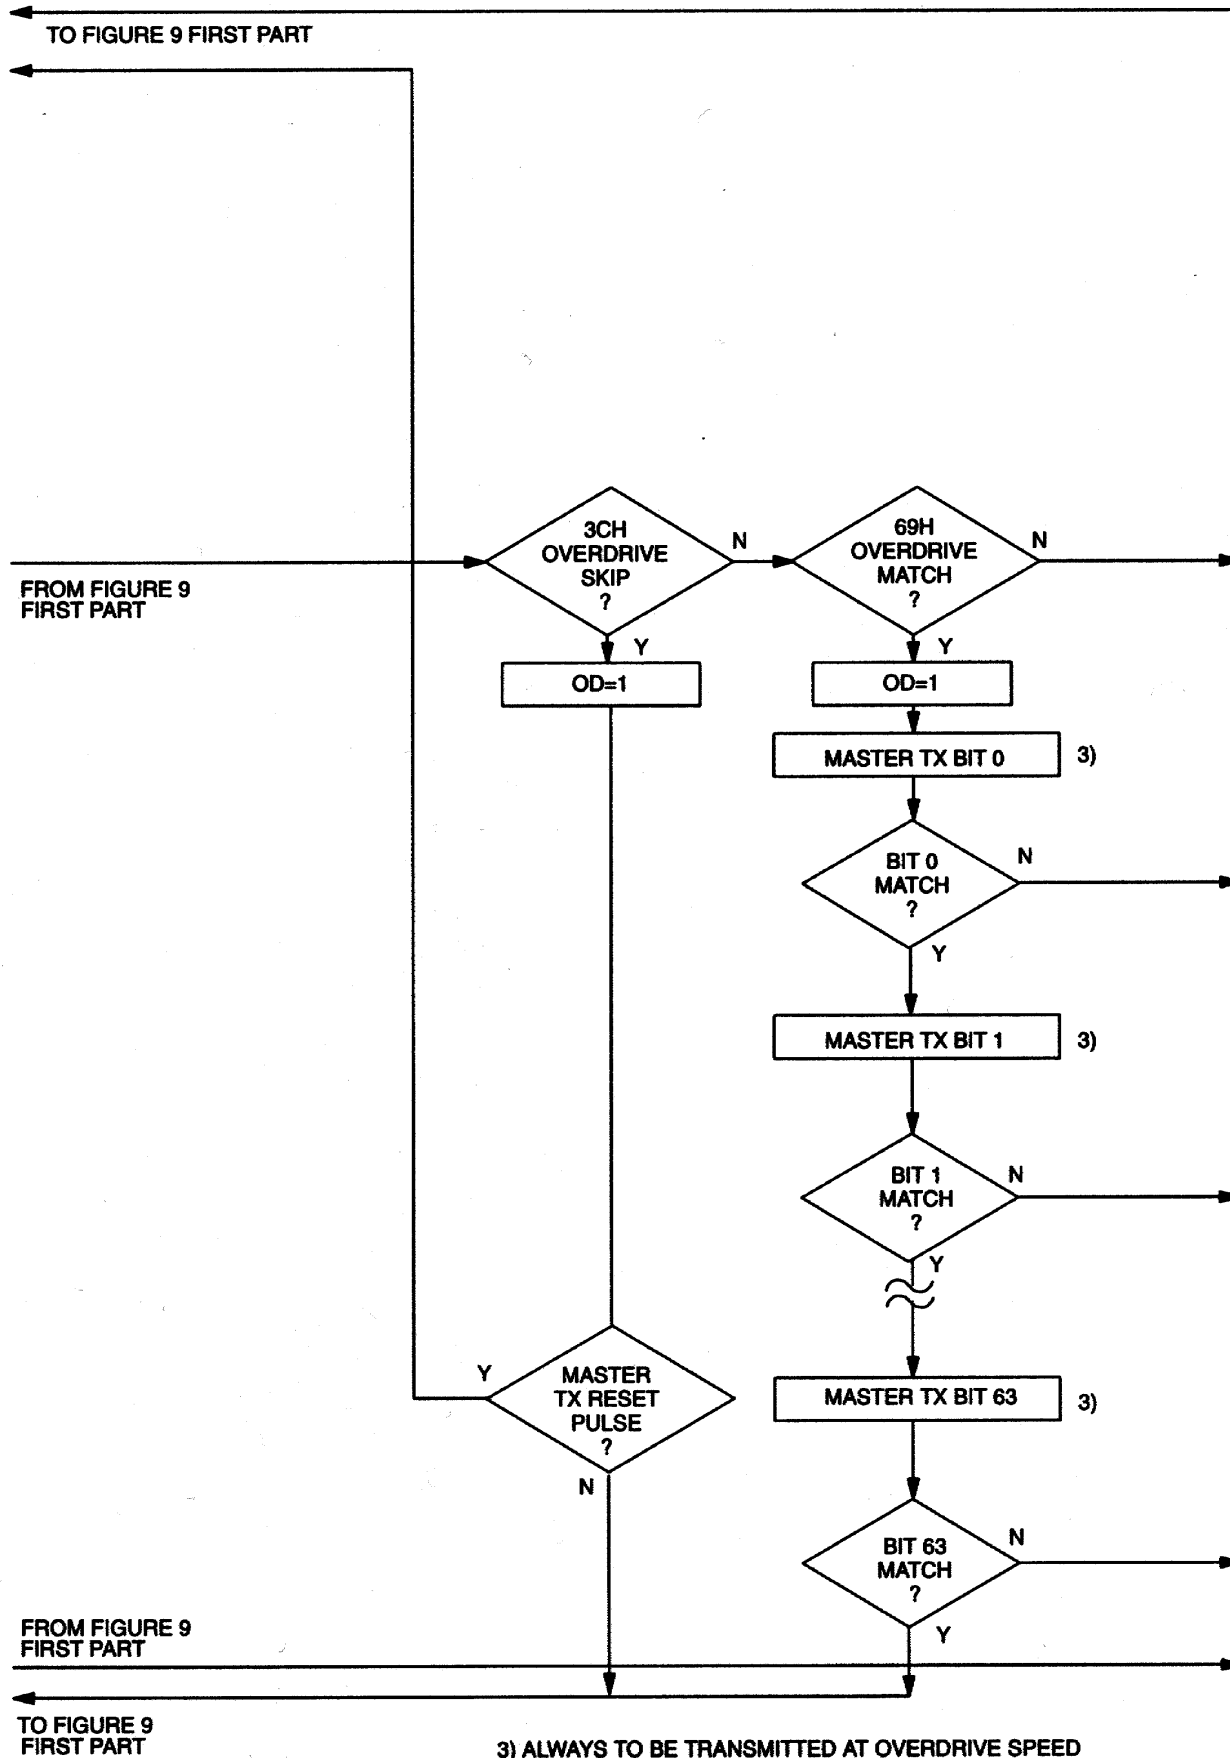 TO FIGURE 9 FIRST PART
3CH
OVERDRIVE
SKIP
?
N
69H
OVERDRIVE
MATCH
?
N
FROM FIGURE 9
FIRST PART
Y
Y
OD=1
OD=1
MASTER TX BIT 0
3)
BIT 0
MATCH
?
N
Y
MASTER TX BIT 1
3)
BIT 1
MATCH
?
N
Y
Y
MASTER
TX RESET
PULSE
?
N
MASTER TX BIT 63
3)
BIT 63
MATCH
?
N
Y
FROM FIGURE 9
FIRST PART
TO FIGURE 9
FIRST PART
3) ALWAYS TO BE TRANSMITTED AT OVERDRIVE SPEED